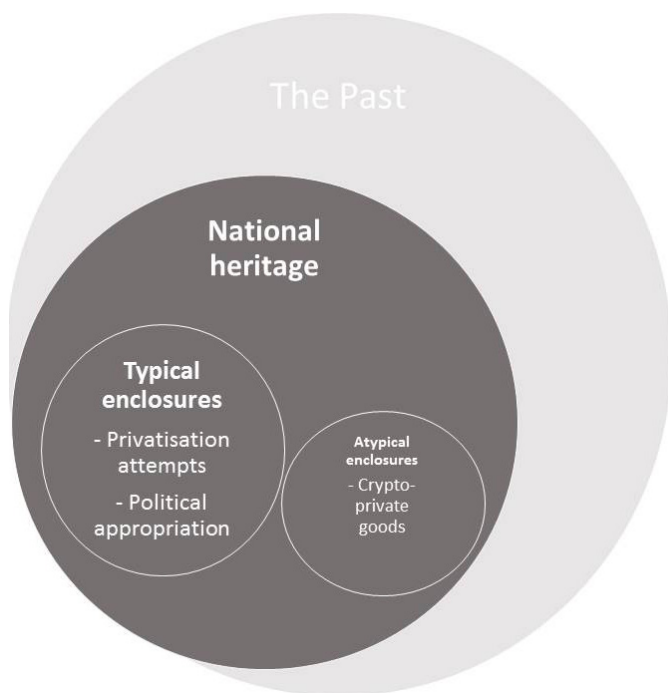 The Past
National
heritage
Typical
enclosures
- Privatisation
attempts
- Political
appropriation
Atypical
enclosures
- Crypto-
private
goods